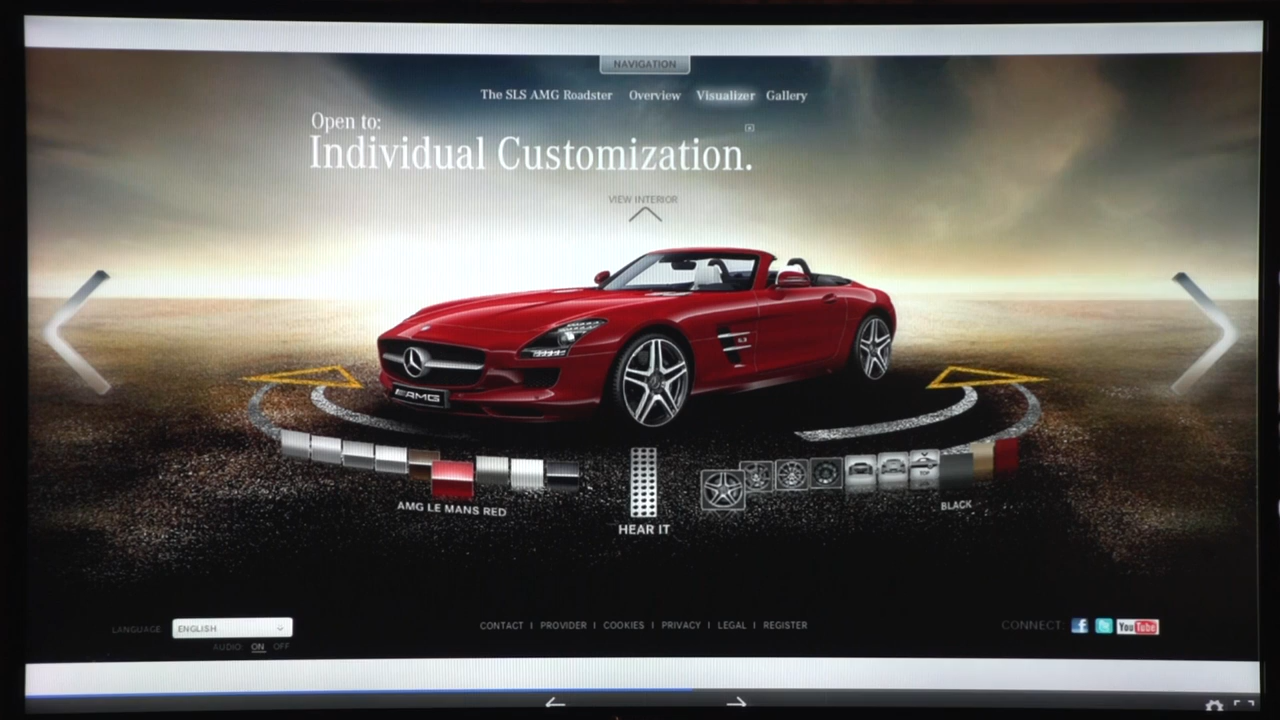 NAVIGATION
The SLS AMG Roadster Overview Visualizer Gallery
Open to:
Individual Customization.
VIEW INTERIOR
AMG
AMG LE MANS RED
HEAR IT
BLACK
LANGUAGE ENGLISH
AUDIO ON OFF
CONTACT | PROVIDER | COOKIES | PRIVACY | LEGAL | REGISTER
CONNECT: f YouTube